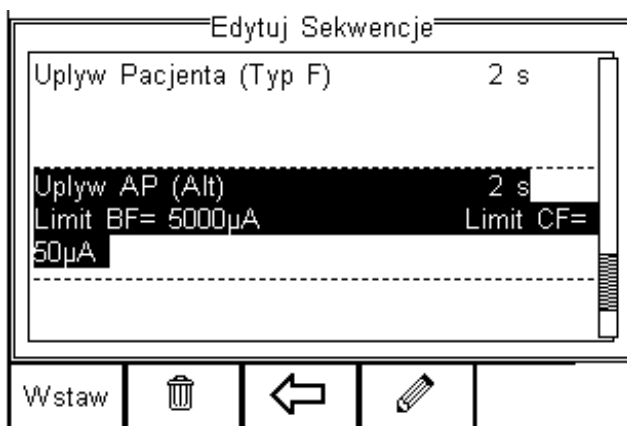 Edytuj Sekwencje
Uplyw Pacjenta (Typ F) 2 s
Uplyw AP (Alt) 2 s
Limit BF= 5000µA Limit CF=
50µA
Wstaw